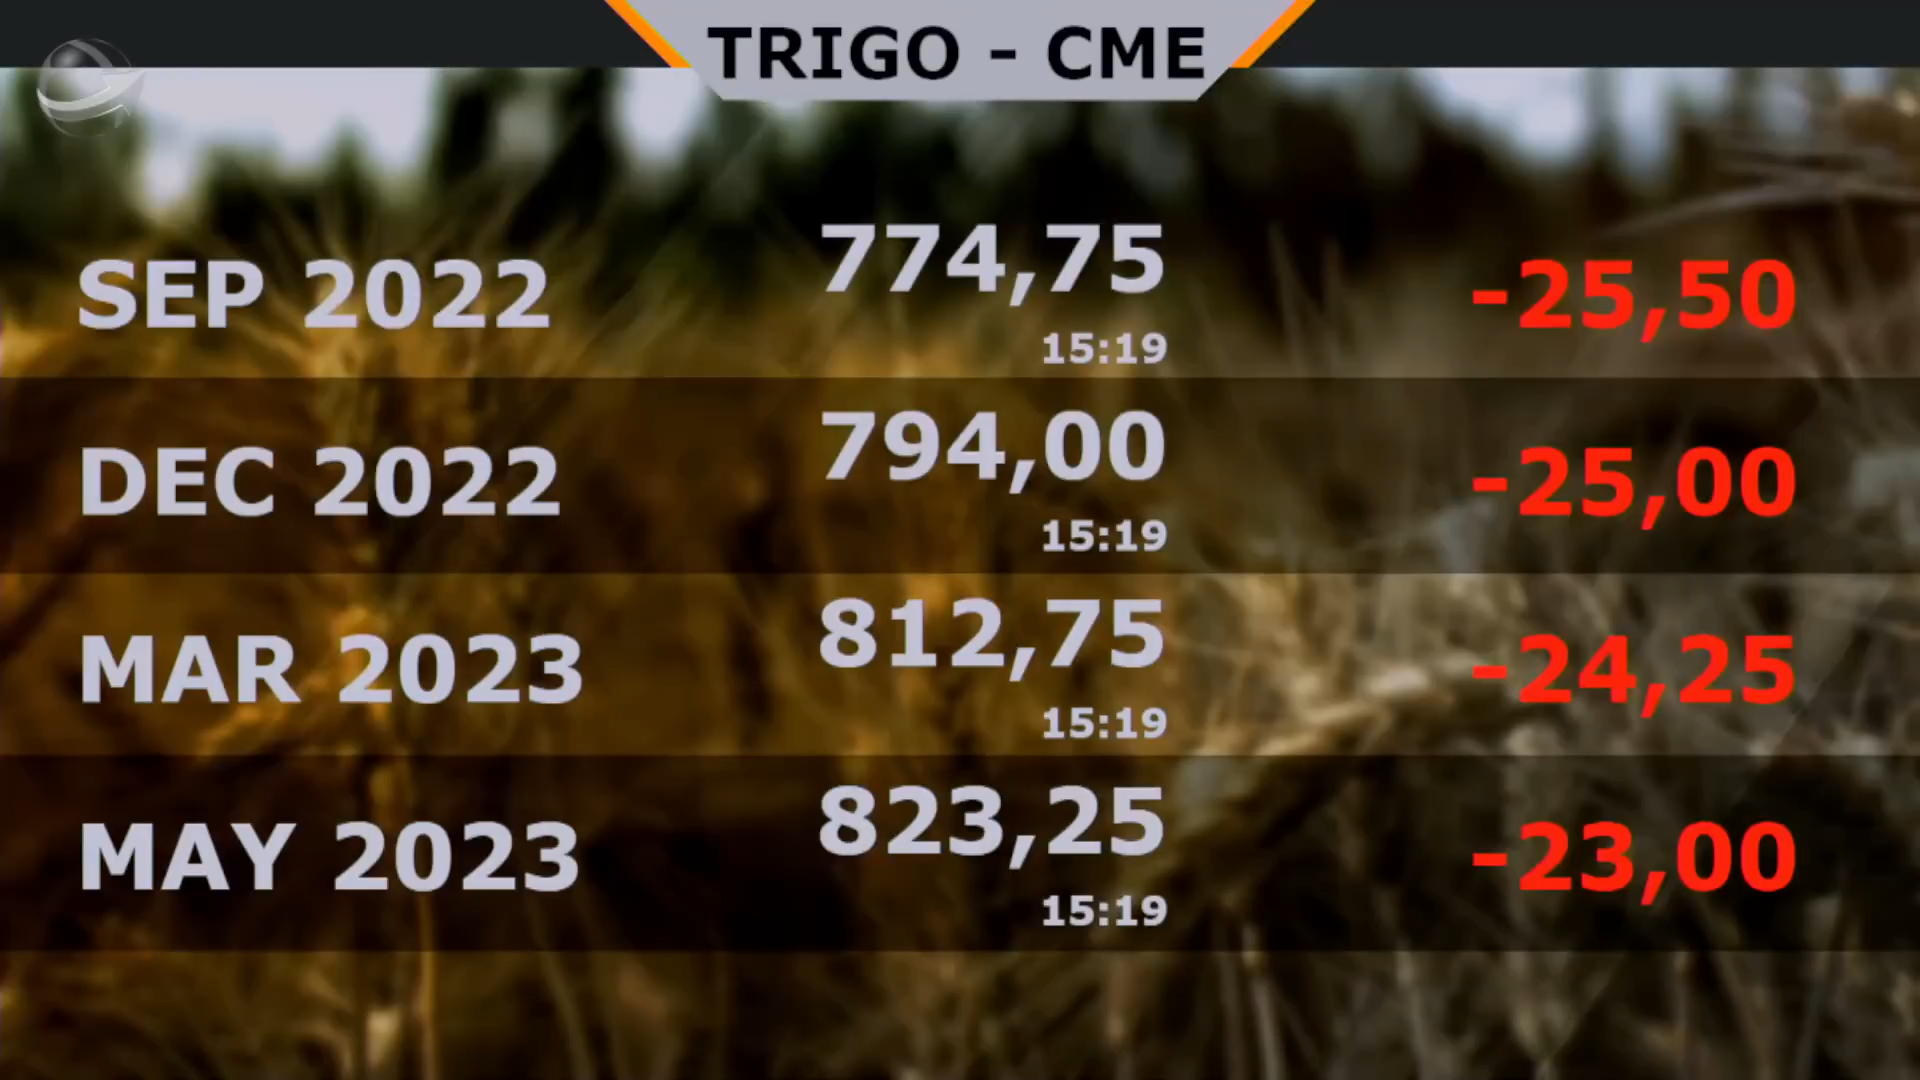 TRIGO - CME
SEP 2022 774,75 -25,50
15:19
DEC 2022 794,00 -25,00
15:19
MAR 2023 812,75 -24,25
15:19
MAY 2023 823,25 -23,00
15:19